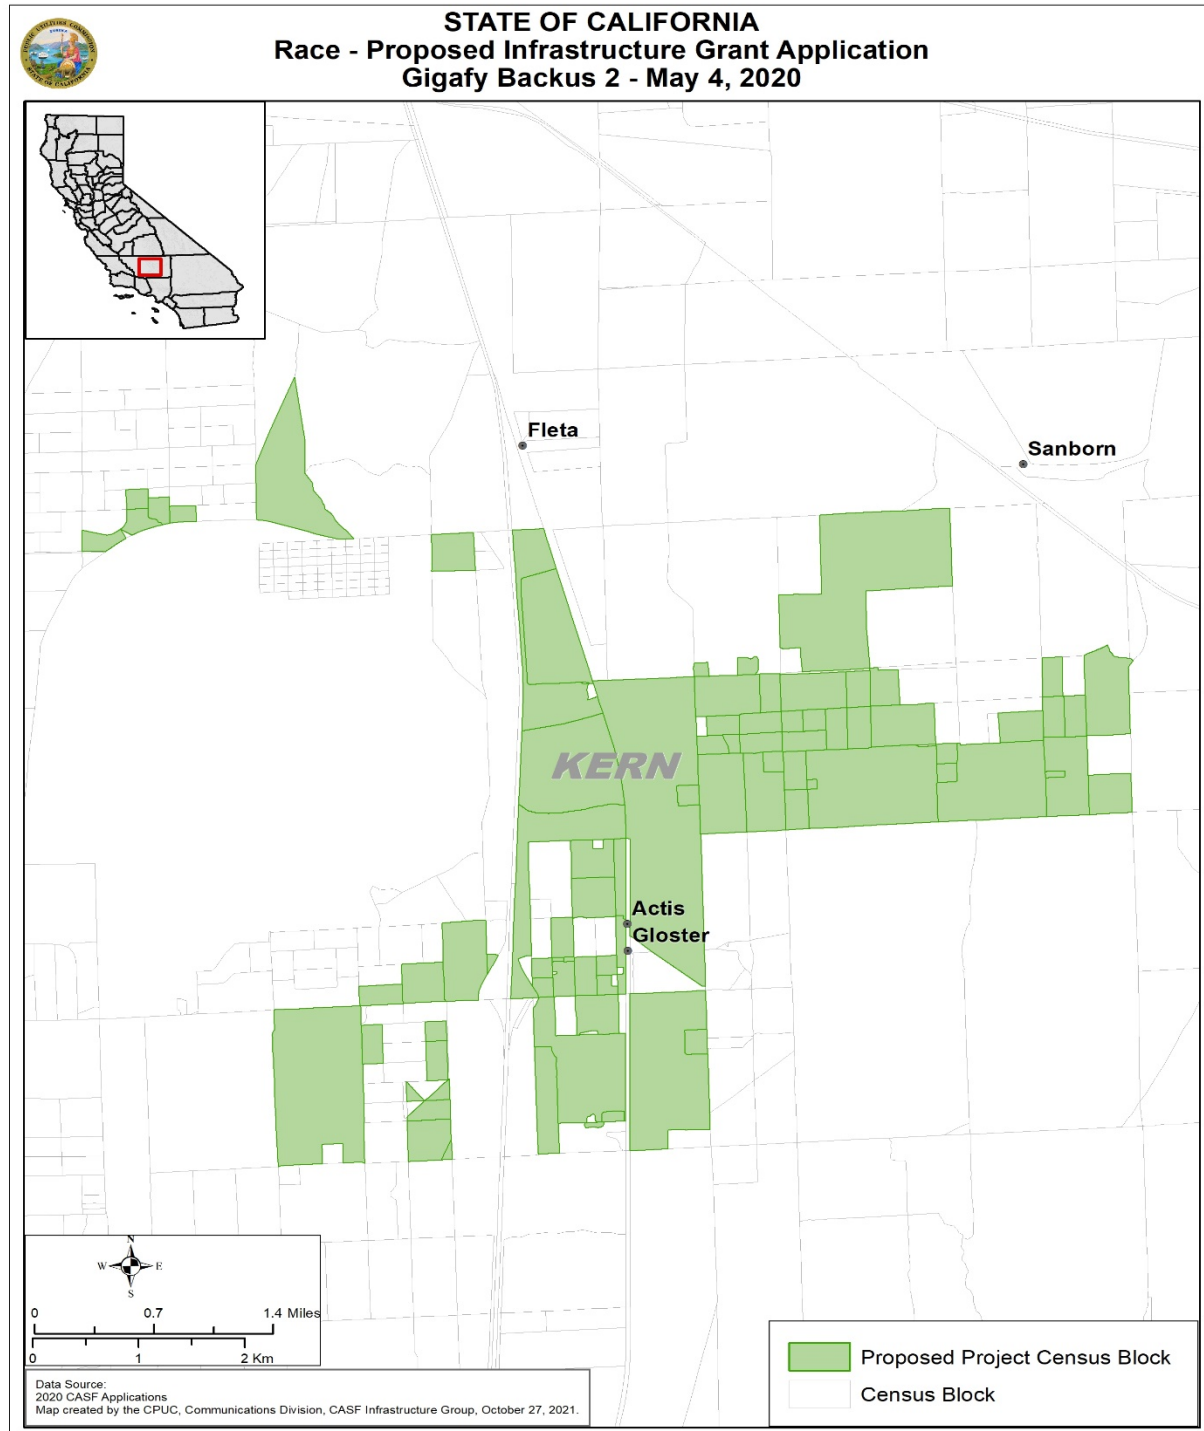 STATE OF CALIFORNIA
Race - Proposed Infrastructure Grant Application
Gigafy Backus 2 - May 4, 2020
Fleta
Sanborn
KERN
Actis
Gloster
N
W E
S
0 0.7 1.4 Miles
0 1 2 Km
Proposed Project Census Block
Census Block
Data Source:
2020 CASF Applications
Map created by the CPUC, Communications Division, CASF Infrastructure Group, October 27, 2021.